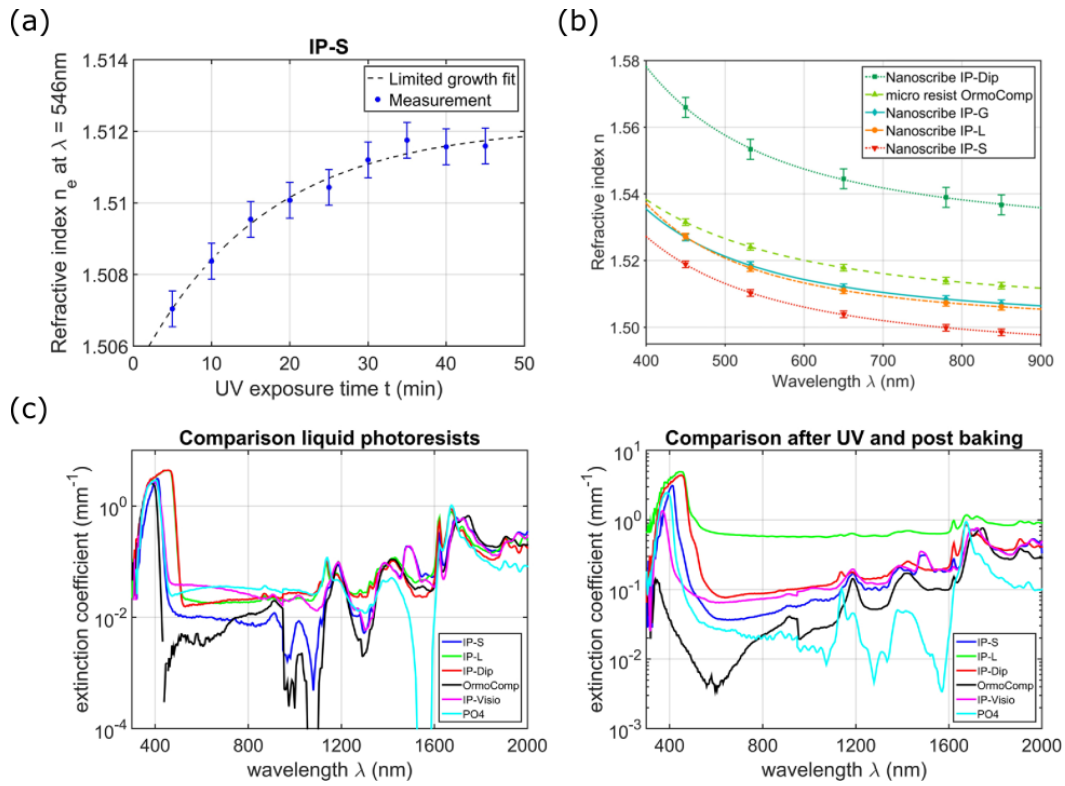 (a)
IP-S
Refractive index n_e at λ = 546nm
1.514
1.512
1.51
1.508
1.506
Limited growth fit
Measurement
0
10
20
30
40
50
UV exposure time t (min)
(b)
Refractive index n
1.58
1.56
1.54
1.52
1.50
Nanoscribe IP-Dip
micro resist OrmoComp
Nanoscribe IP-G
Nanoscribe IP-L
Nanoscribe IP-S
400
500
600
700
800
900
Wavelength λ (nm)
(c)
Comparison liquid photoresists
extinction coefficient (mm^-1)
10^0
10^-2
10^-4
IP-S
IP-L
IP-Dip
OrmoComp
IP-Visio
PO4
400
800
1200
1600
2000
wavelength λ (nm)
Comparison after UV and post baking
extinction coefficient (mm^-1)
10^1
10^0
10^-1
10^-2
10^-3
IP-S
IP-L
IP-Dip
OrmoComp
IP-Visio
PO4
400
800
1200
1600
2000
wavelength λ (nm)